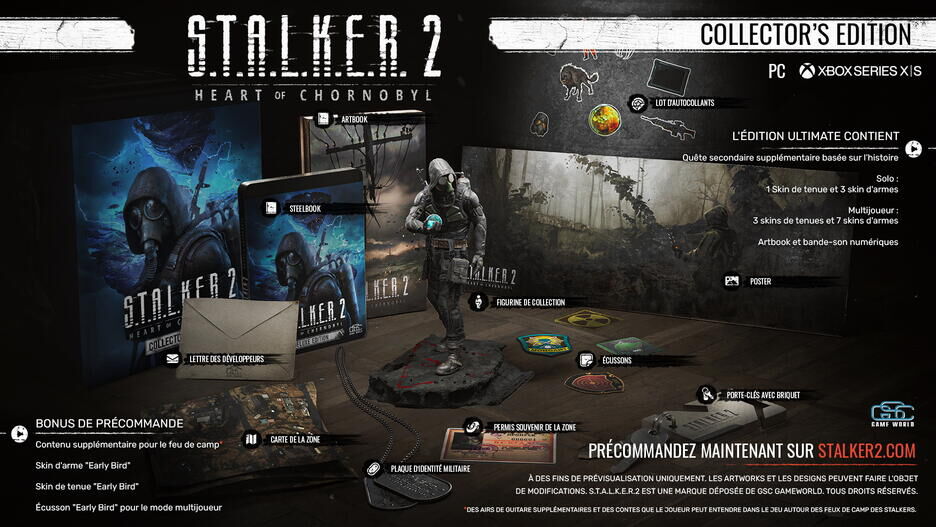 S.T.A.L.K.E.R. 2
HEART OF CHORNOBYL
COLLECTOR'S EDITION
PC XBOX SERIES X|S
LOT D'AUTOCOLLANTS
ARTBOOK
L'ÉDITION ULTIMATE CONTIENT
Quête secondaire supplémentaire basée sur l'histoire
Solo :
1 Skin de tenue et 3 skin d'armes
Multijoueur :
3 skins de tenues et 7 skins d'armes
Artbook et bande-son numériques
STEELBOOK
POSTER
S.T.A.L.K.E.R. 2
HEART OF CHORNOBYL
S.T.A.L.K.E.R. 2
FIGURINE DE COLLECTION
LETTRE DES DÉVELOPPEURS
ÉCUSSONS
PORTE-CLÉS AVEC BRIQUET
GSC
GAME WORLD
BONUS DE PRÉCOMMANDE
Contenu supplémentaire pour le feu de camp*
Skin d'arme "Early Bird"
Skin de tenue "Early Bird"
Écusson "Early Bird" pour le mode multijoueur
CARTE DE LA ZONE
PERMIS SOUVENIR DE LA ZONE
PLAQUE D'IDENTITÉ MILITAIRE
PRÉCOMMANDEZ MAINTENANT SUR STALKER2.COM
À DES FINS DE PRÉVISUALISATION UNIQUEMENT. LES ARTWORKS ET LES DESIGNS PEUVENT FAIRE L'OBJET
DE MODIFICATIONS. S.T.A.L.K.E.R.2 EST UNE MARQUE DÉPOSÉE DE GSC GAMEWORLD. TOUS DROITS RÉSERVÉS.
*DES AIRS DE GUITARE SUPPLÉMENTAIRES ET DES CONTES QUE LE JOUEUR PEUT ENTENDRE DANS LE JEU AUTOUR DES FEUX DE CAMP DES STALKERS.